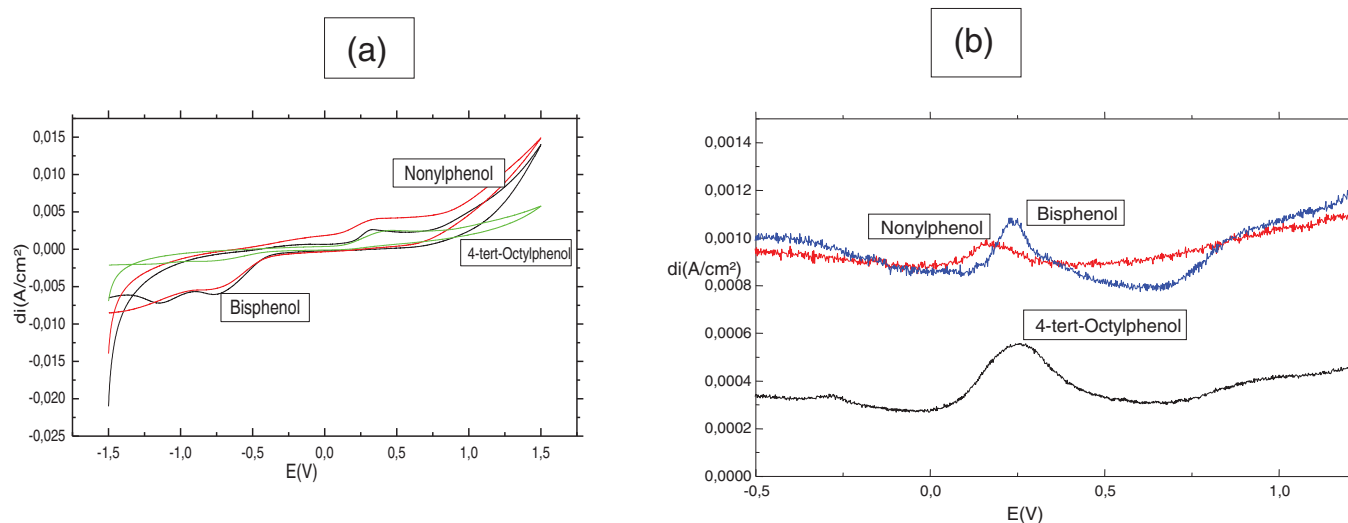 (a)
(b)
di(A/cm²)
0,015
0,010
0,005
0,000
-0,005
-0,010
-0,015
-0,020
-0,025
-1,5
-1,0
-0,5
0,0
0,5
1,0
1,5
E(V)
Nonylphenol
4-tert-Octylphenol
Bisphenol
di(A/cm²)
0,0014
0,0012
0,0010
0,0008
0,0006
0,0004
0,0002
0,0000
-0,5
0,0
0,5
1,0
E(V)
Nonylphenol
Bisphenol
4-tert-Octylphenol